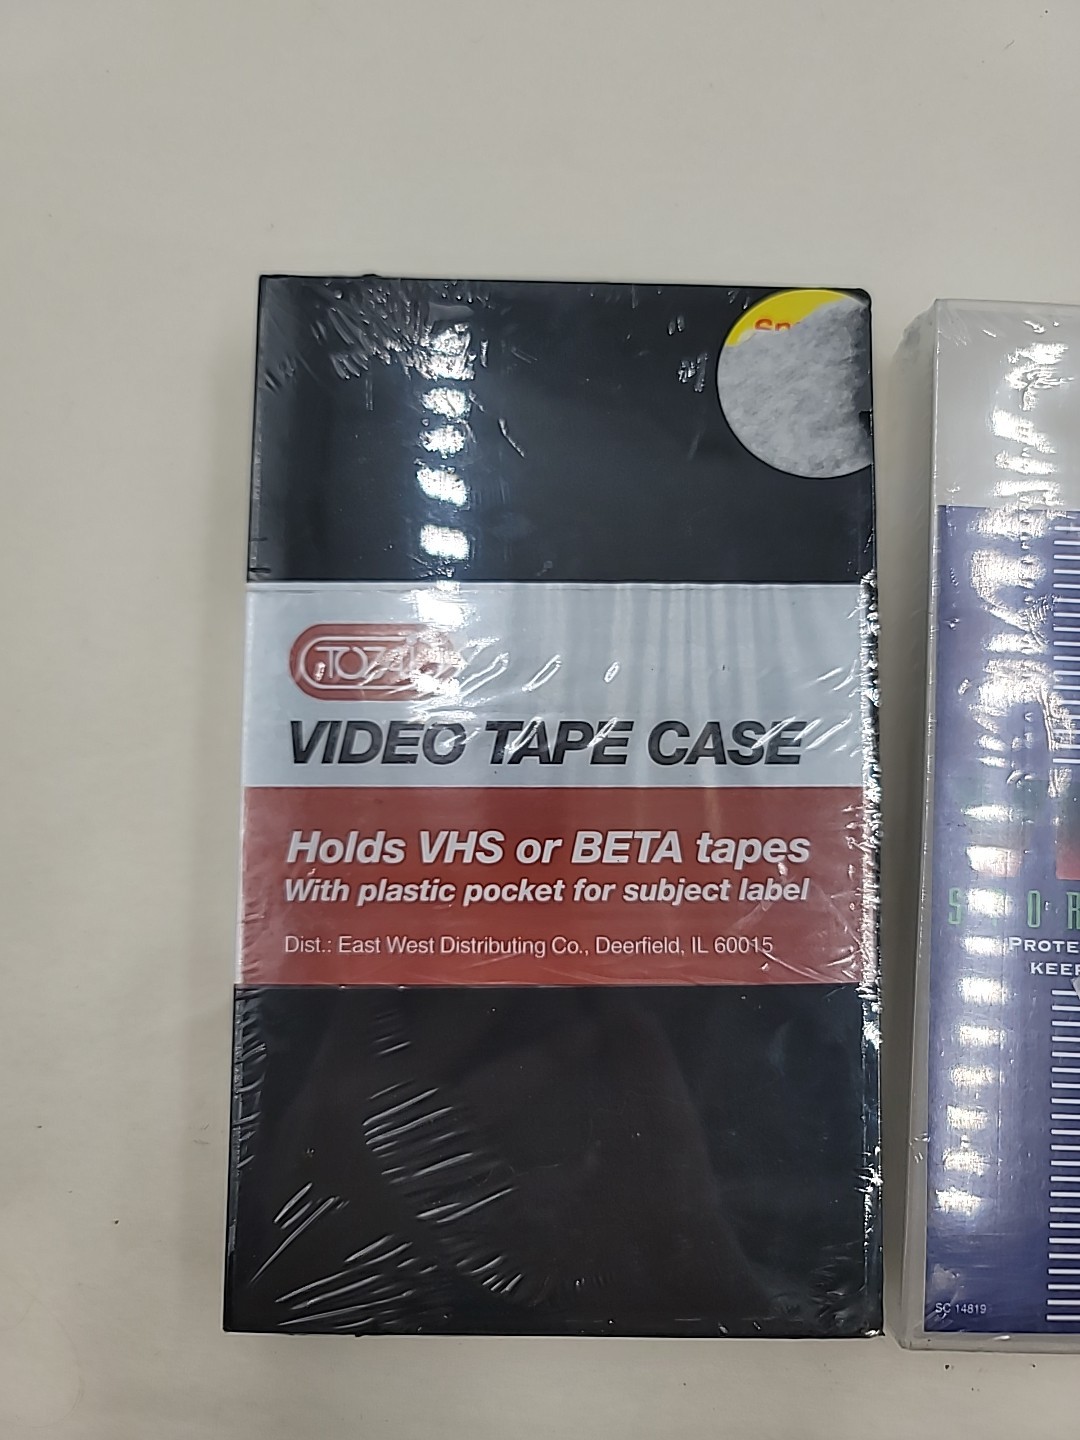 VIDEO TAPE CASE
Holds VHS or BETA tapes
With plastic pocket for subject label
Dist.: East West Distributing Co., Deerfield, IL 60015
SC 14819